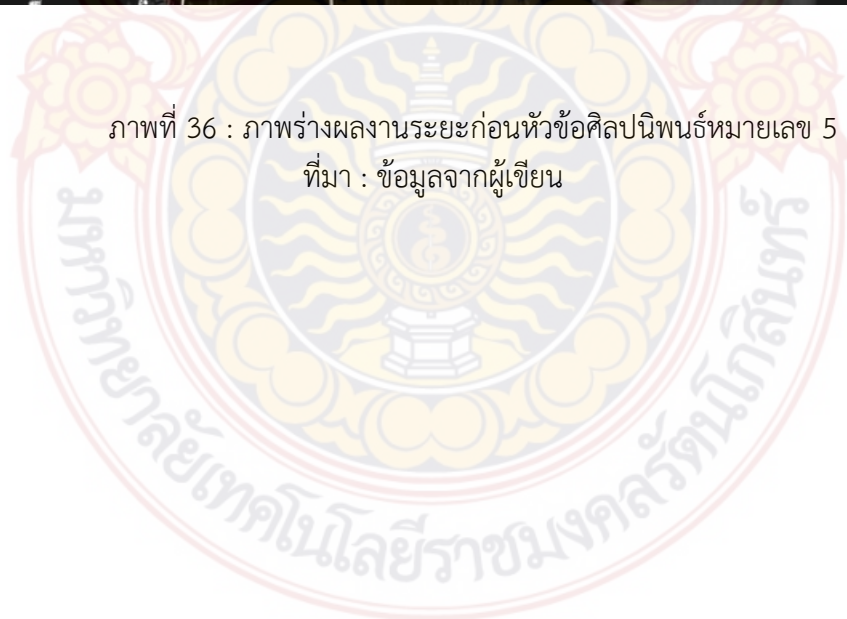 ภาพที่ 36 : ภาพร่างผลงานระยะก่อนหัวข้อศิลปนิพนธ์หมายเลข 5
ที่มา : ข้อมูลจากผู้เขียน
มหาวิทยาลัยเทคโนโลยีราชมงคลรัตนโกสินทร์